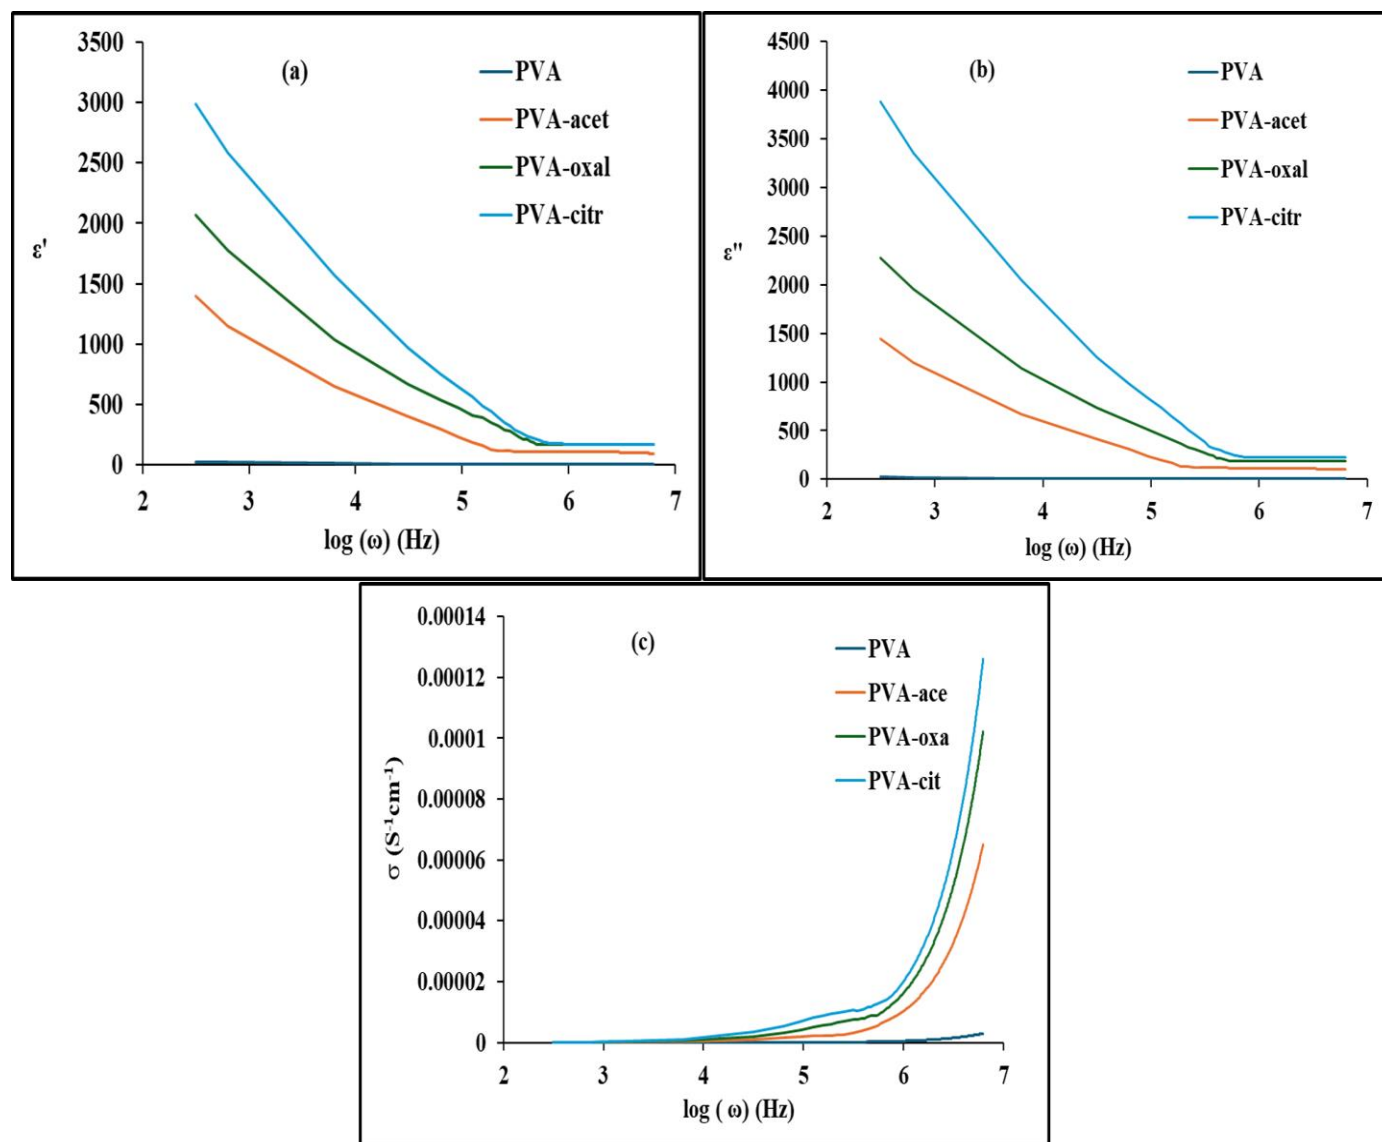 (a)
3500
3000
2500
2000
1500
1000
500
0
ε'
2 3 4 5 6 7
log (ω) (Hz)
PVA
PVA-acet
PVA-oxal
PVA-citr
(b)
4500
4000
3500
3000
2500
2000
1500
1000
500
0
ε"
2 3 4 5 6 7
log (ω) (Hz)
PVA
PVA-acet
PVA-oxal
PVA-citr
(c)
0.00014
0.00012
0.0001
0.00008
0.00006
0.00004
0.00002
0
σ (S⁻¹cm⁻¹)
2 3 4 5 6 7
log ( ω) (Hz)
PVA
PVA-ace
PVA-oxa
PVA-cit